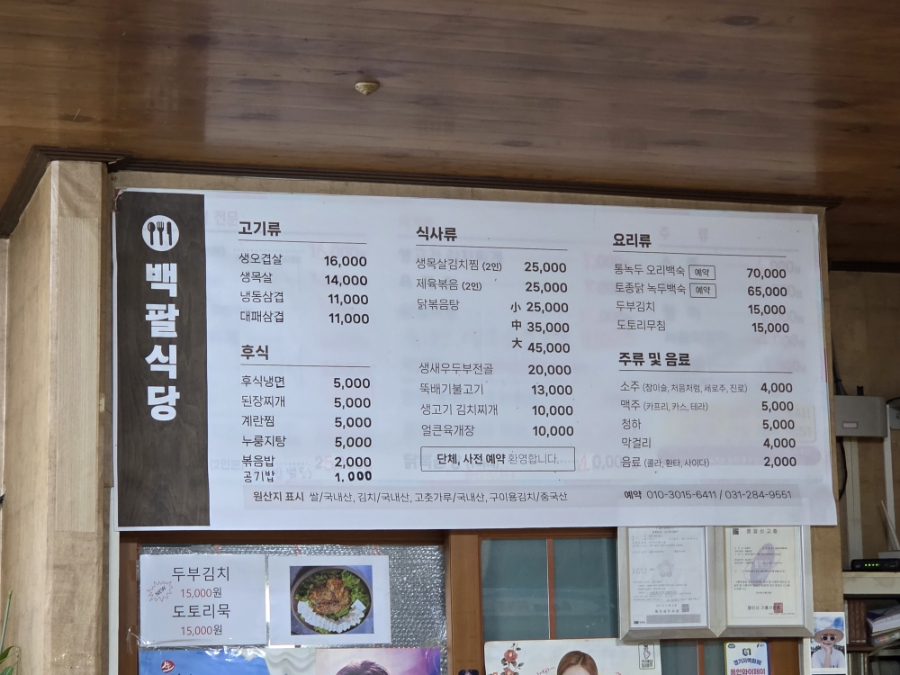 백팔식당
고기류
생오겹살 16,000
생목살 14,000
냉동삼겹 11,000
대패삼겹 11,000
후식
후식냉면 5,000
된장찌개 5,000
계란찜 5,000
누룽지탕 5,000
볶음밥 2,000
공기밥 1,000
식사류
생목살김치찜 (2인) 25,000
제육볶음 (2인) 25,000
닭볶음탕 小 25,000
中 35,000
大 45,000
생새우두부전골 20,000
뚝배기불고기 13,000
생고기 김치찌개 10,000
얼큰육개장 10,000
단체, 사전 예약 환영합니다.
요리류
통녹두 오리백숙 예약 70,000
토종닭 녹두백숙 예약 65,000
두부김치 15,000
도토리무침 15,000
주류 및 음료
소주 (참이슬, 처음처럼, 새로주, 진로) 4,000
맥주 (카프리, 카스, 테라) 5,000
청하 5,000
막걸리 4,000
음료 (콜라, 환타, 사이다) 2,000
원산지 표시 쌀/국내산, 김치/국내산, 고춧가루/국내산, 구이용김치/중국산
예약 010-3015-6411 / 031-284-9551
두부김치
NEW 15,000원
도토리묵
15,000원